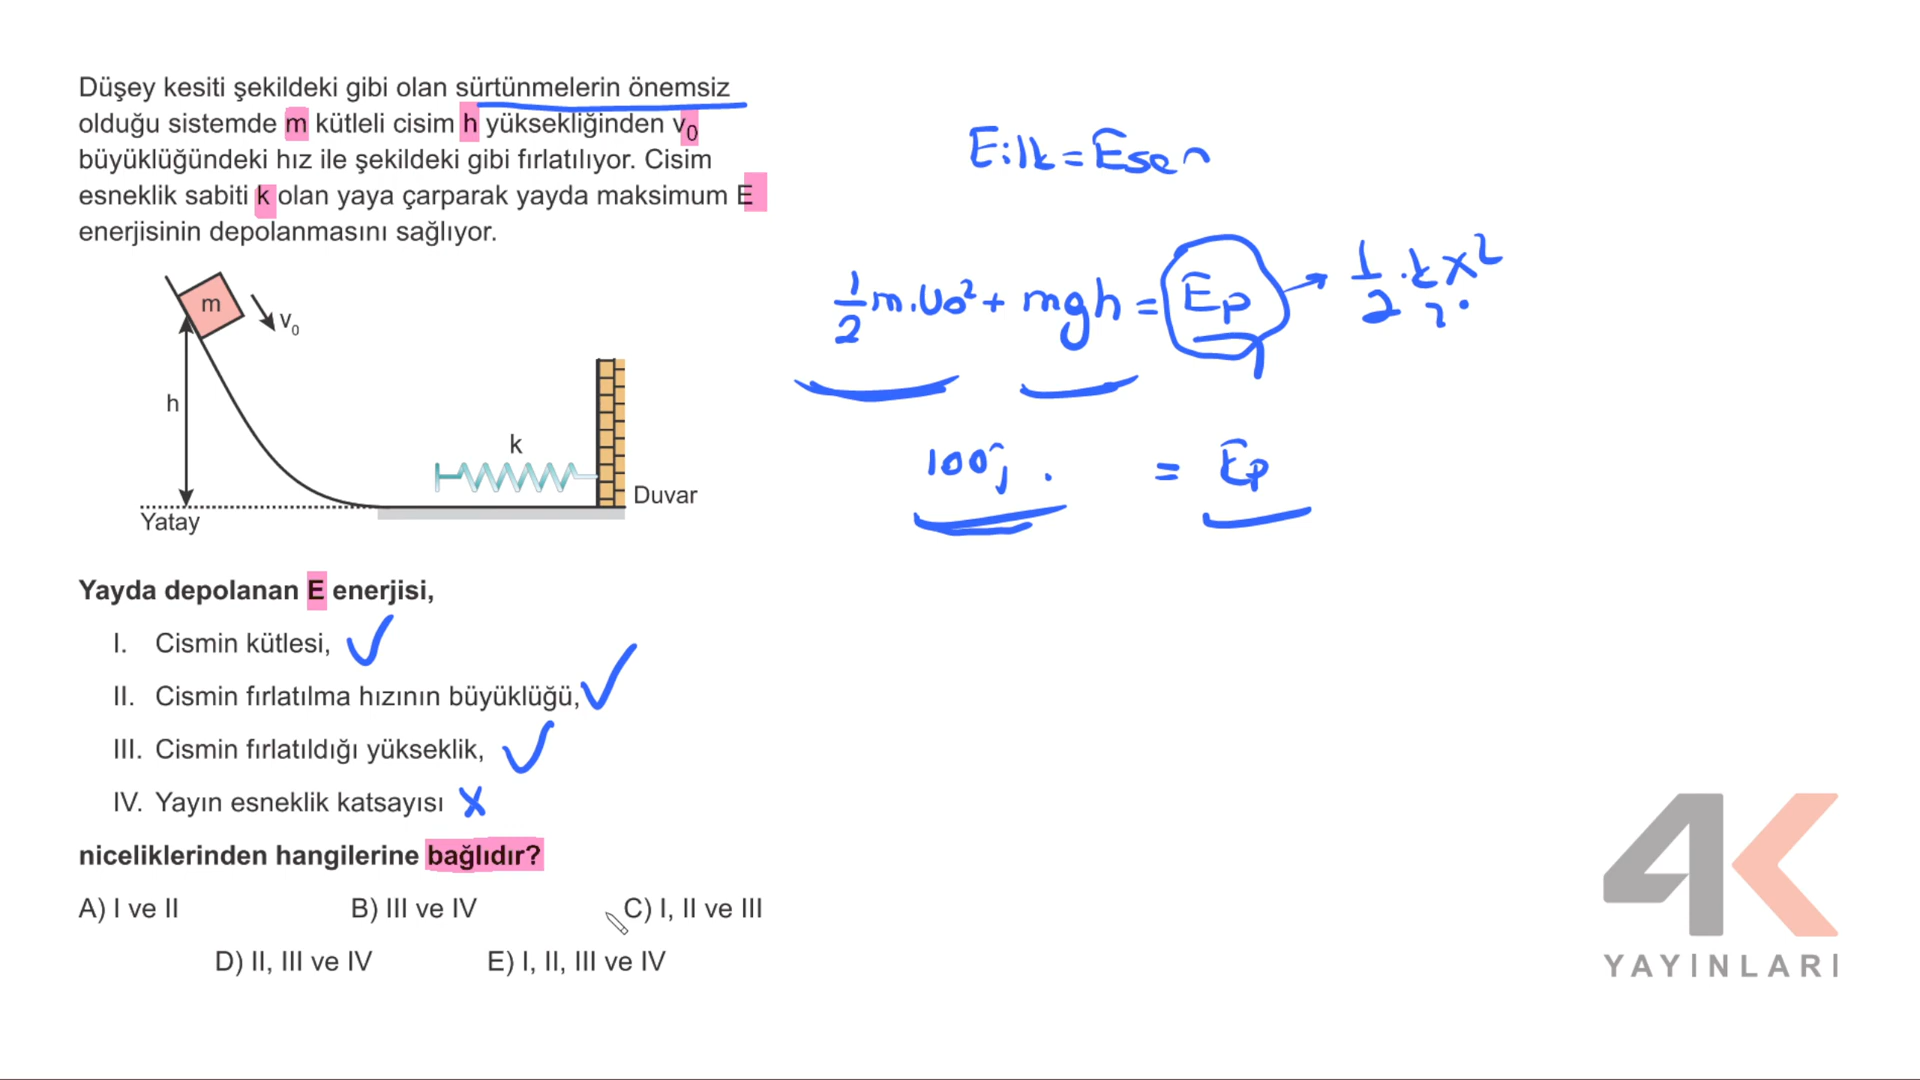 Düşey kesiti şekildeki gibi olan sürtünmelerin önemsiz
olduğu sistemde m kütleli cisim h yüksekliğinden v₀
büyüklüğündeki hız ile şekildeki gibi fırlatılıyor. Cisim
esneklik sabiti k olan yaya çarparak yayda maksimum E
enerjisinin depolanmasını sağlıyor.
m
v₀
h
k
Duvar
Yatay
Yayda depolanan E enerjisi,
I. Cismin kütlesi,
II. Cismin fırlatılma hızının büyüklüğü,
III. Cismin fırlatıldığı yükseklik,
IV. Yayın esneklik katsayısı
niceliklerinden hangilerine bağlıdır?
A) I ve II B) III ve IV C) I, II ve III
D) II, III ve IV E) I, II, III ve IV
Eilk = Eson
1/2 m.υ₀² + mgh = Ep → 1/2 . k x²
? .
100j . = Ep
4K
YAYINLARI